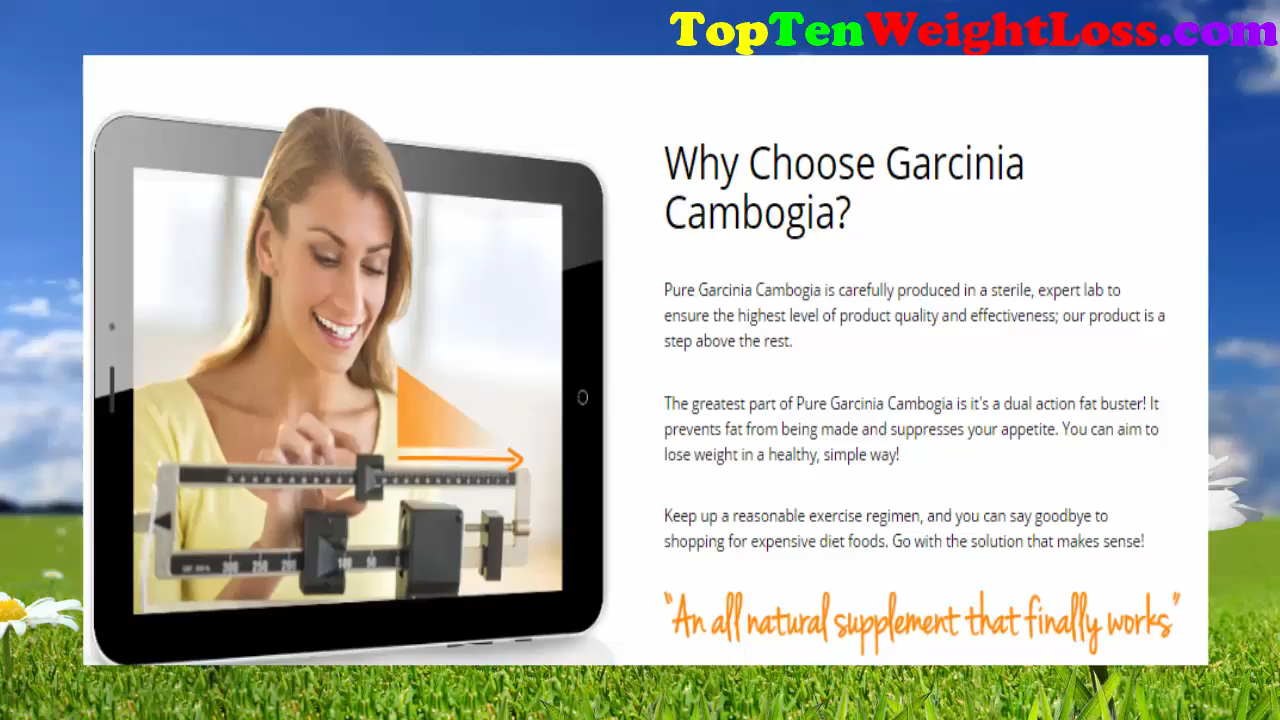 TopTenWeightLoss.com
Why Choose Garcinia
Cambogia?
Pure Garcinia Cambogia is carefully produced in a sterile, expert lab to
ensure the highest level of product quality and effectiveness; our product is a
step above the rest.
The greatest part of Pure Garcinia Cambogia is it's a dual action fat buster! It
prevents fat from being made and suppresses your appetite. You can aim to
lose weight in a healthy, simple way!
Keep up a reasonable exercise regimen, and you can say goodbye to
shopping for expensive diet foods. Go with the solution that makes sense!
"An all natural supplement that finally works"
300 250 200 100 50